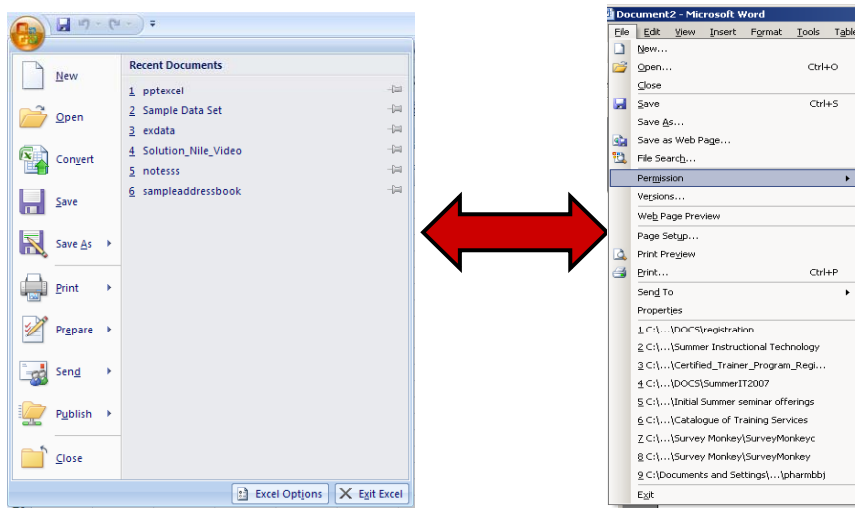 Recent Documents
New
Open
Convert
Save
Save As
Print
Prepare
Send
Publish
Close
1 pptexcel
2 Sample Data Set
3 exdata
4 Solution_Nile_Video
5 notesss
6 sampleaddressbook
Excel Options
Exit Excel
Document2 - Microsoft Word
File Edit View Insert Format Tools Table
New...
Open... Ctrl+O
Close
Save Ctrl+S
Save As...
Save as Web Page...
File Search...
Permission
Versions...
Web Page Preview
Page Setup...
Print Preview
Print... Ctrl+P
Send To
Properties
1 C:\...\DOCS\registration
2 C:\...\Summer Instructional Technology
3 C:\...\Certified_Trainer_Program_Regi...
4 C:\...\DOCS\SummerIT2007
5 C:\...\Initial Summer seminar offerings
6 C:\...\Catalogue of Training Services
7 C:\...\Survey Monkey\SurveyMonkeyc
8 C:\...\Survey Monkey\SurveyMonkey
9 C:\Documents and Settings\...\pharmbbj
Exit